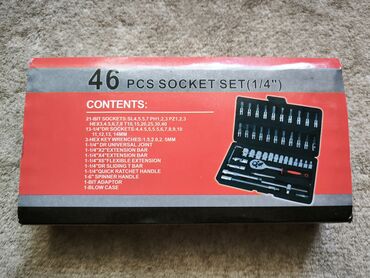 46 PCS SOCKET SET(1/4")
CONTENTS:
21-BIT SOCKETS:SL4,5.5,7 PH1,2,3 PZ1,2,3
HEX3,4,5,6,7,8 T10,15,20,25,30,40
13-1/4"DR SOCKETS:4,4.5,5,5.5,6,7,8,9,10
11,12,13, 14MM
3-HEX KEY WRENCHES:1.5,2.0,2.5MM
1-1/4"DR UNIVERSAL JOINT
1-1/4"X2"EXTENSION BAR
1-1/4"X4"EXTENSION BAR
1-1/4"X6"FLEXIBLE EXTENSION
1-1/4"DR SLIDING T BAR
1-1/4"QUICK RATCHET HANDLE
1-6" SPINNER HANDLE
1-BIT ADAPTOR
1-BLOW CASE